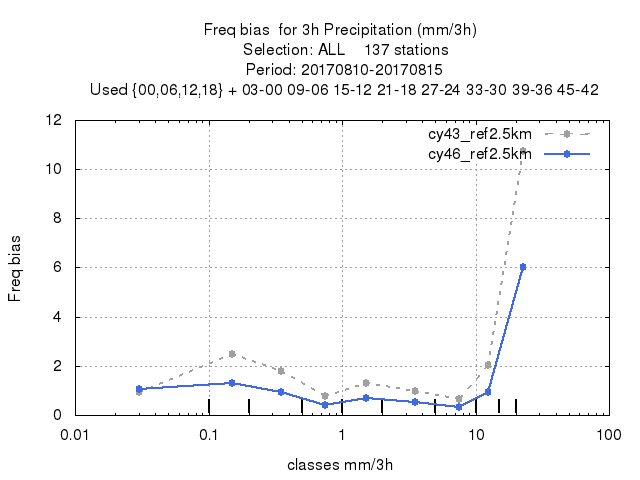 Freq bias for 3h Precipitation (mm/3h)
Selection: ALL 137 stations
Period: 20170810-20170815
Used {00,06,12,18} + 03-00 09-06 15-12 21-18 27-24 33-30 39-36 45-42
12
10
8
6
4
2
0
Freq bias
cy43_ref2.5km
cy46_ref2.5km
0.01 0.1 1 10 100
classes mm/3h